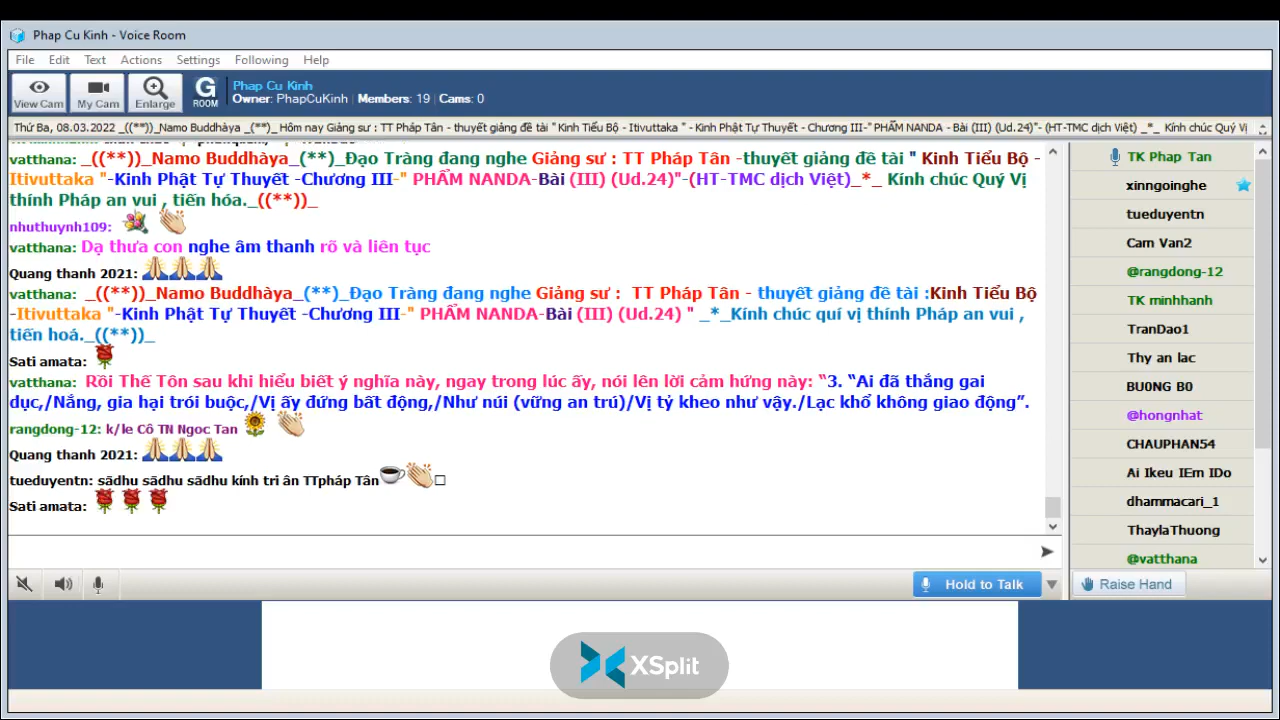 Phap Cu Kinh - Voice Room
File Edit Text Actions Settings Following Help
View Cam My Cam Enlarge G ROOM
Phap Cu Kinh
Owner: PhapCuKinh | Members: 19 | Cams: 0
Thứ Ba, 08.03.2022 _((**))_Namo Buddhàya _(**)_ Hôm nay Giảng sư : TT Pháp Tân - thuyết giảng đề tài " Kinh Tiểu Bộ - Itivuttaka " - Kinh Phật Tự Thuyết - Chương III-" PHẨM NANDA - Bài (III) (Ud.24)"- (HT-TMC dịch Việt) _*_ Kính chúc Quý Vị
vatthana: _((**))_Namo Buddhàya_(**)_Đạo Tràng đang nghe Giảng sư : TT Pháp Tân -thuyết giảng đề tài " Kinh Tiểu Bộ -
Itivuttaka "-Kinh Phật Tự Thuyết -Chương III-" PHẨM NANDA-Bài (III) (Ud.24)"-(HT-TMC dịch Việt)_*_ Kính chúc Quý Vị
thính Pháp an vui , tiến hóa._((**))_
nhuthuynh109:
vatthana: Dạ thưa con nghe âm thanh rõ và liên tục
Quang thanh 2021:
vatthana: _((**))_Namo Buddhàya_(**)_Đạo Tràng đang nghe Giảng sư : TT Pháp Tân - thuyết giảng đề tài :Kinh Tiểu Bộ
-Itivuttaka "-Kinh Phật Tự Thuyết -Chương III-" PHẨM NANDA-Bài (III) (Ud.24) " _*_Kính chúc quí vị thính Pháp an vui ,
tiến hoá._((**))_
Sati amata:
vatthana: Rồi Thế Tôn sau khi hiểu biết ý nghĩa này, ngay trong lúc ấy, nói lên lời cảm hứng này: “3. “Ai đã thắng gai
dục,/Nắng, gia hại trói buộc,/Vị ấy đứng bất động,/Như núi (vững an trú)/Vị tỷ kheo như vậy./Lạc khổ không giao động”.
rangdong-12: k/le Cô TN Ngoc Tan
Quang thanh 2021:
tueduyentn: sādhu sādhu sādhu kính tri ân TTpháp Tân
Sati amata:
Hold to Talk
TK Phap Tan
xinngoinghe
tueduyentn
Cam Van2
@rangdong-12
TK minhhanh
TranDao1
Thy an lac
BU0NG B0
@hongnhat
CHAUPHAN54
Ai Ikeu IEm IDo
dhammacari_1
ThaylaThuong
@vatthana
Raise Hand
XSplit